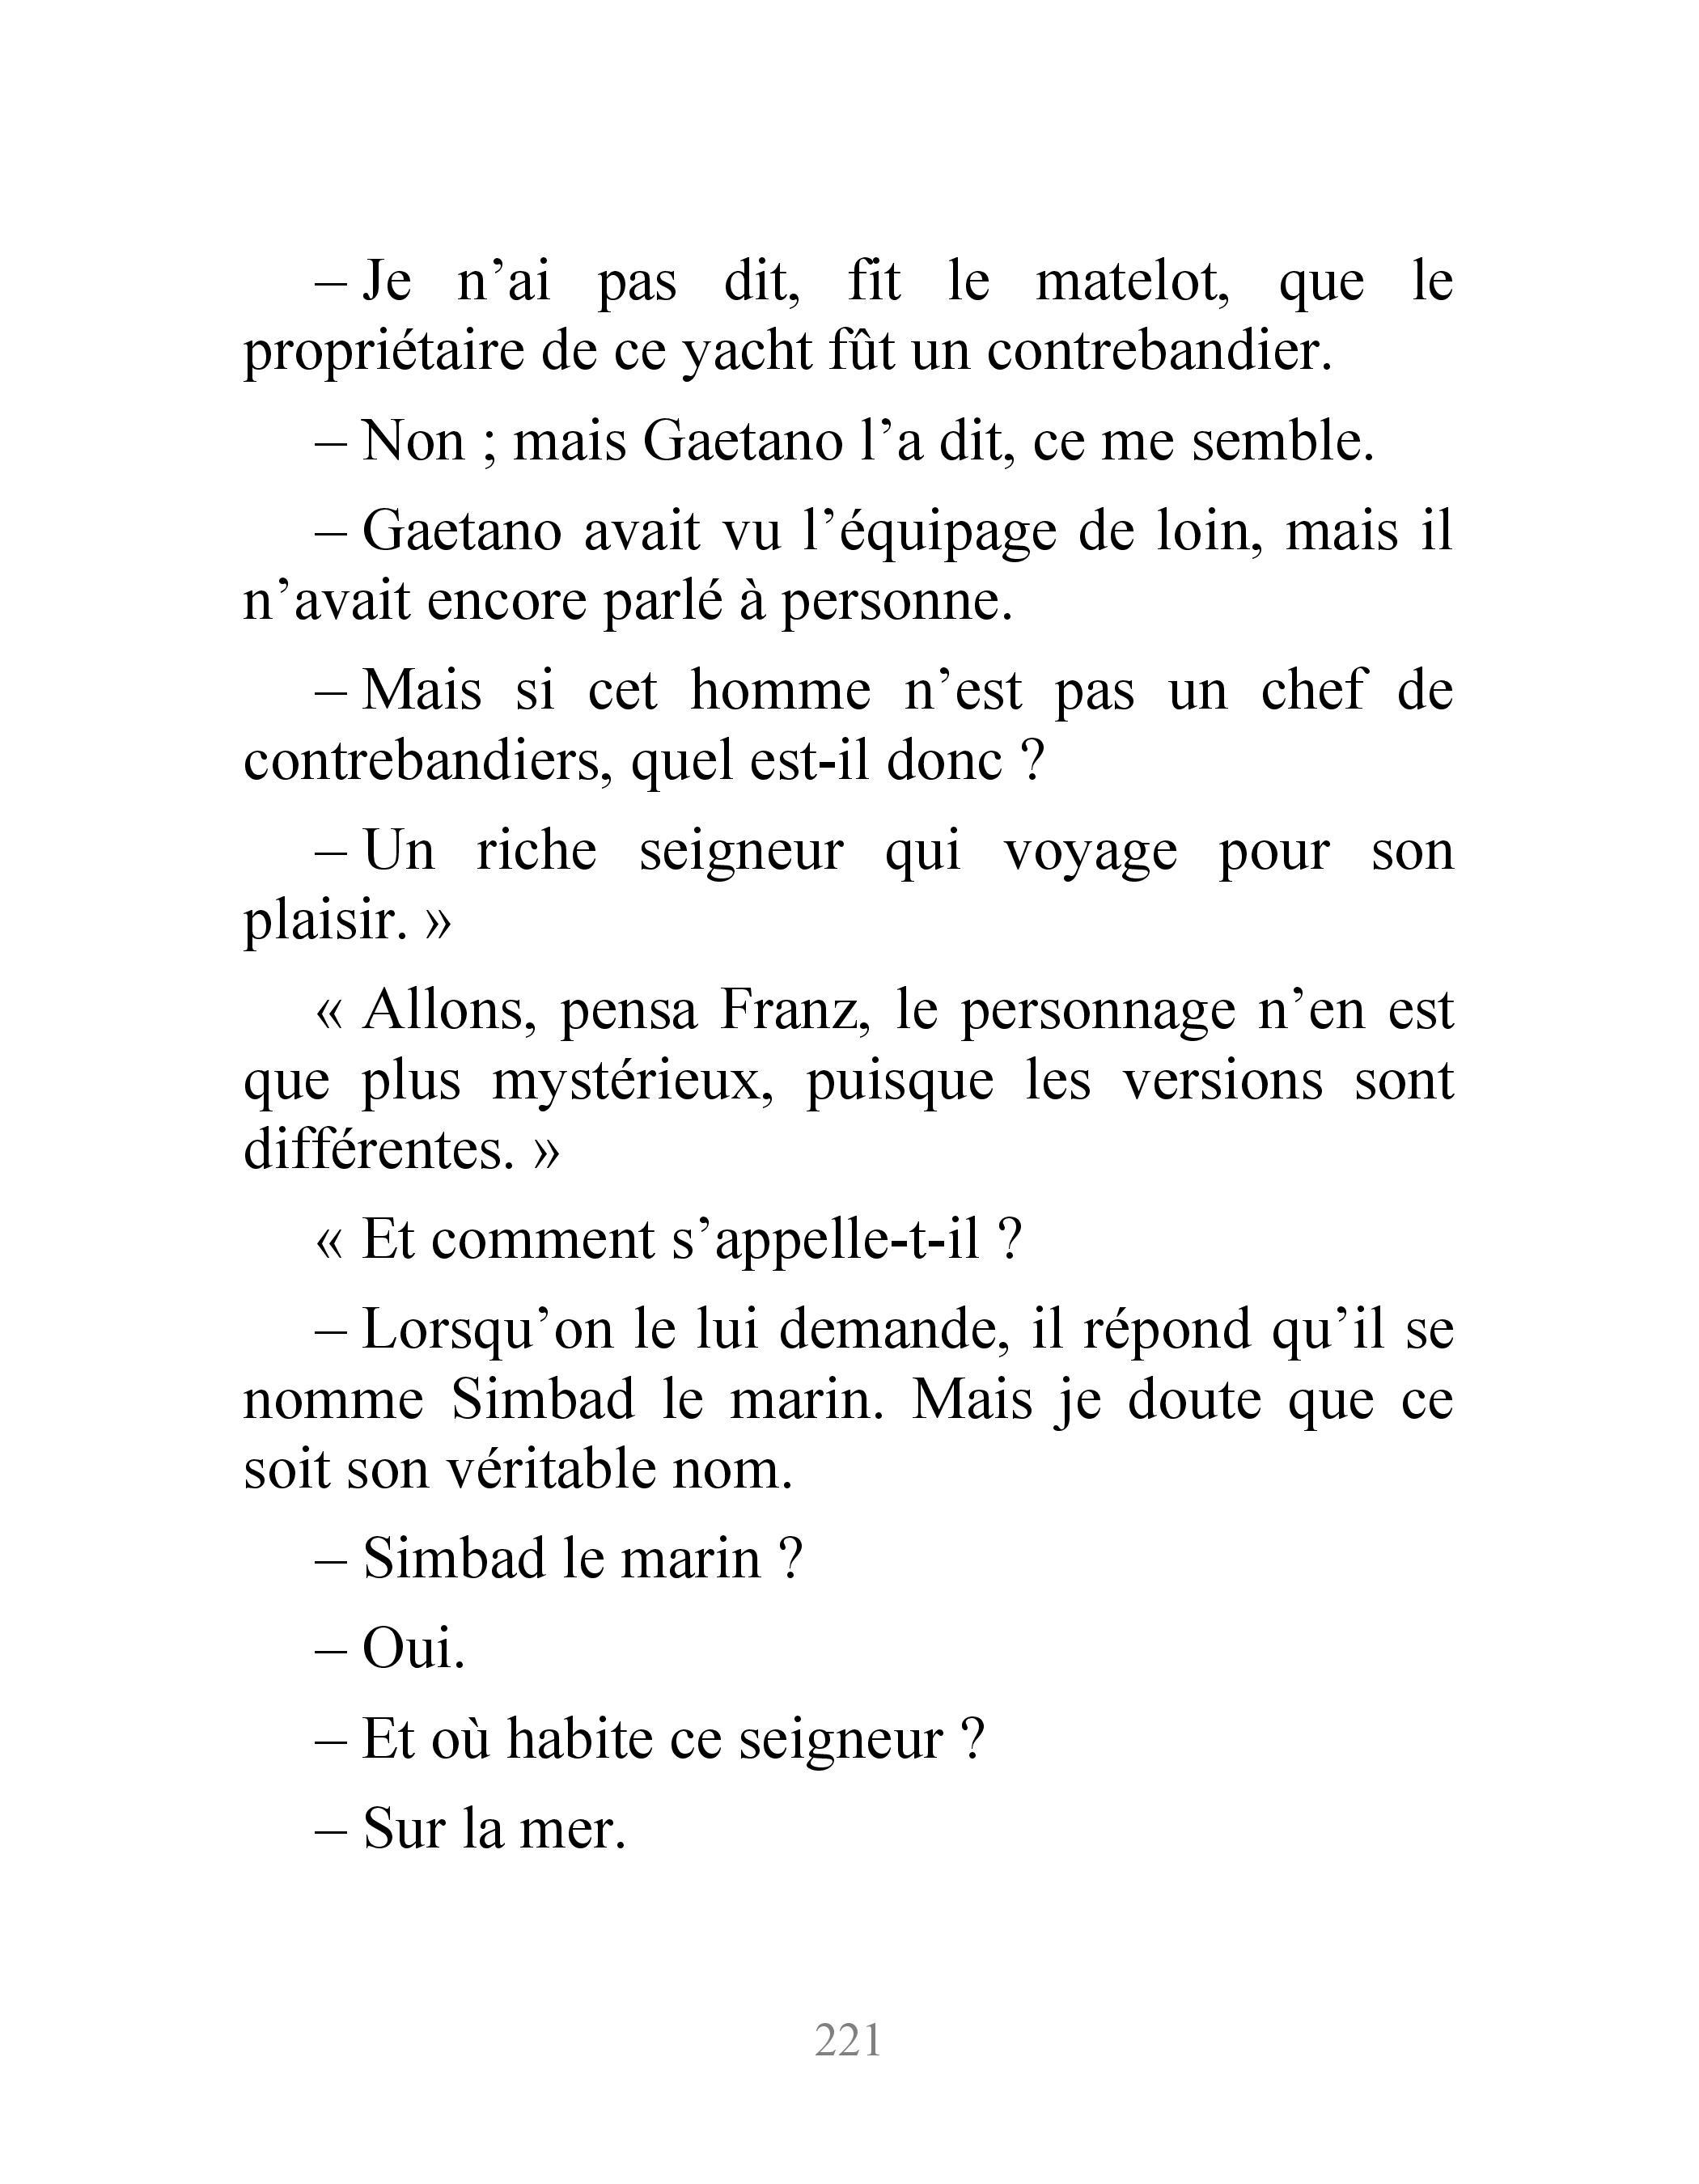 – Je n’ai pas dit, fit le matelot, que le
propriétaire de ce yacht fût un contrebandier.
– Non ; mais Gaetano l’a dit, ce me semble.
– Gaetano avait vu l’équipage de loin, mais il
n’avait encore parlé à personne.
– Mais si cet homme n’est pas un chef de
contrebandiers, quel est-il donc ?
– Un riche seigneur qui voyage pour son
plaisir. »
« Allons, pensa Franz, le personnage n’en est
que plus mystérieux, puisque les versions sont
différentes. »
« Et comment s’appelle-t-il ?
– Lorsqu’on le lui demande, il répond qu’il se
nomme Simbad le marin. Mais je doute que ce
soit son véritable nom.
– Simbad le marin ?
– Oui.
– Et où habite ce seigneur ?
– Sur la mer.
221